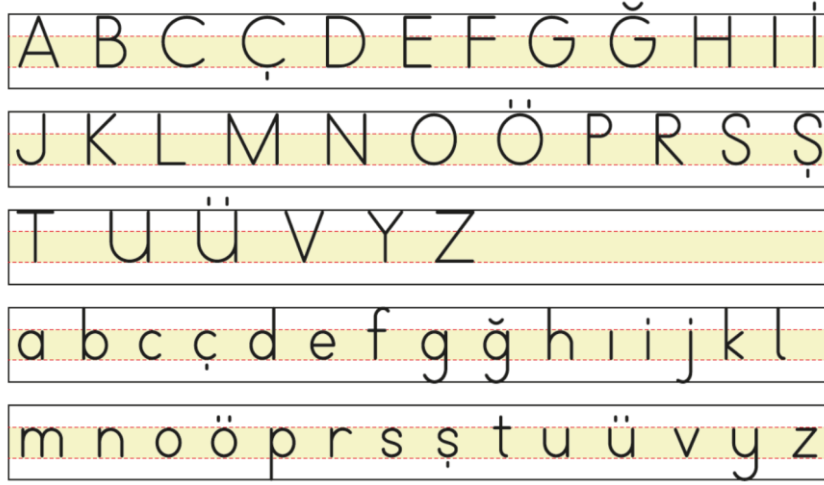 A B C Ç D E F G Ğ H I İ
J K L M N O Ö P R S Ş
T U Ü V Y Z
a b c ç d e f g ğ h ı i j k l
m n o ö p r s ş t u ü v y z